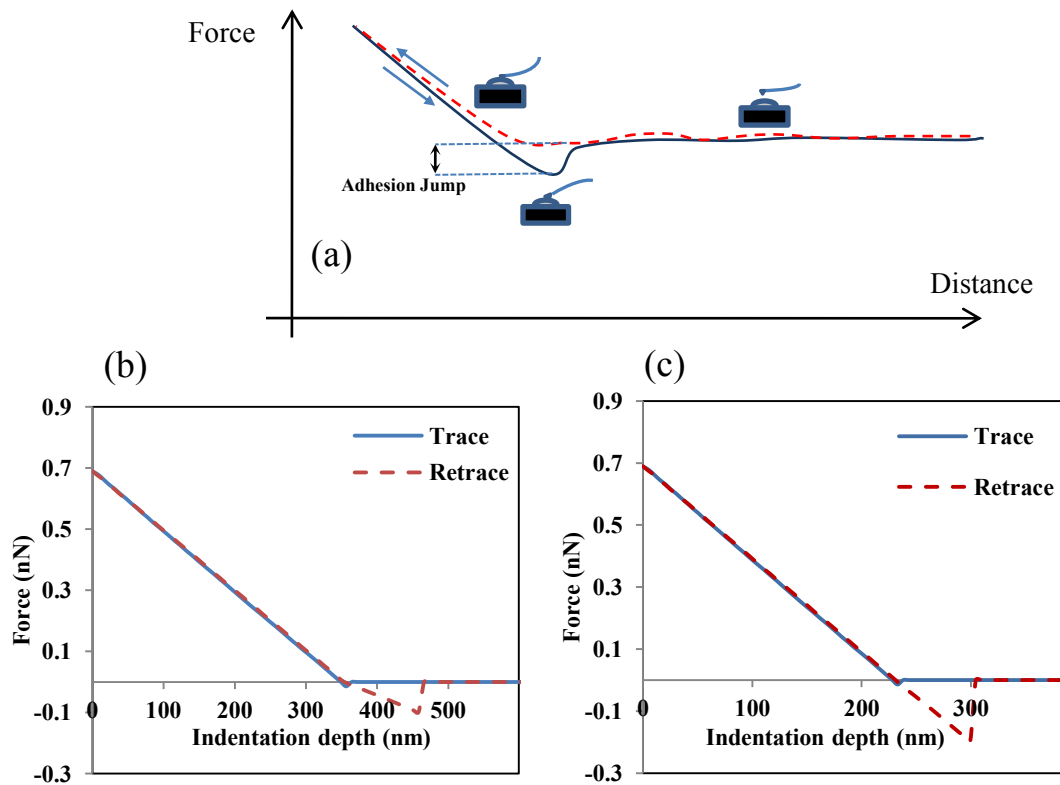 Force
Adhesion Jump
(a)
Distance
(b)
0.9
0.7
0.5
0.3
0.1
-0.1
-0.3
Force (nN)
Trace
Retrace
0 100 200 300 400 500
Indentation depth (nm)
(c)
0.9
0.7
0.5
0.3
0.1
-0.1
-0.3
Force (nN)
Trace
Retrace
0 100 200 300
Indentation depth (nm)